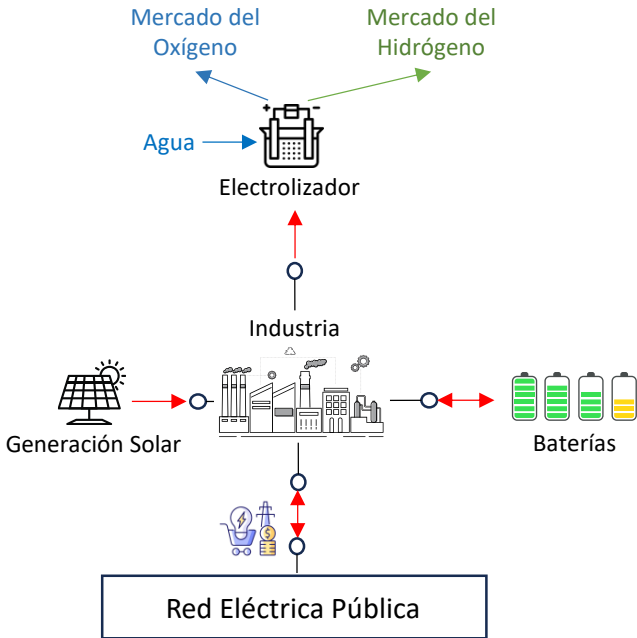 Mercado del
Oxígeno
Mercado del
Hidrógeno
+ −
Agua
Electrolizador
Industria
Generación Solar
Baterías
$
Red Eléctrica Pública